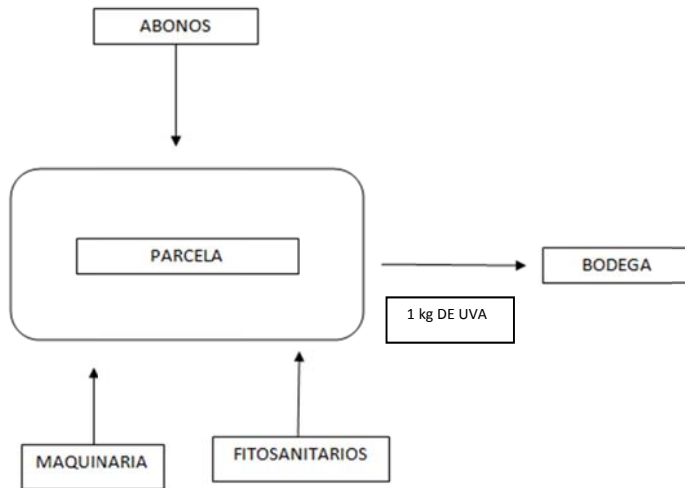 ABONOS
PARCELA
BODEGA
1 kg DE UVA
MAQUINARIA
FITOSANITARIOS